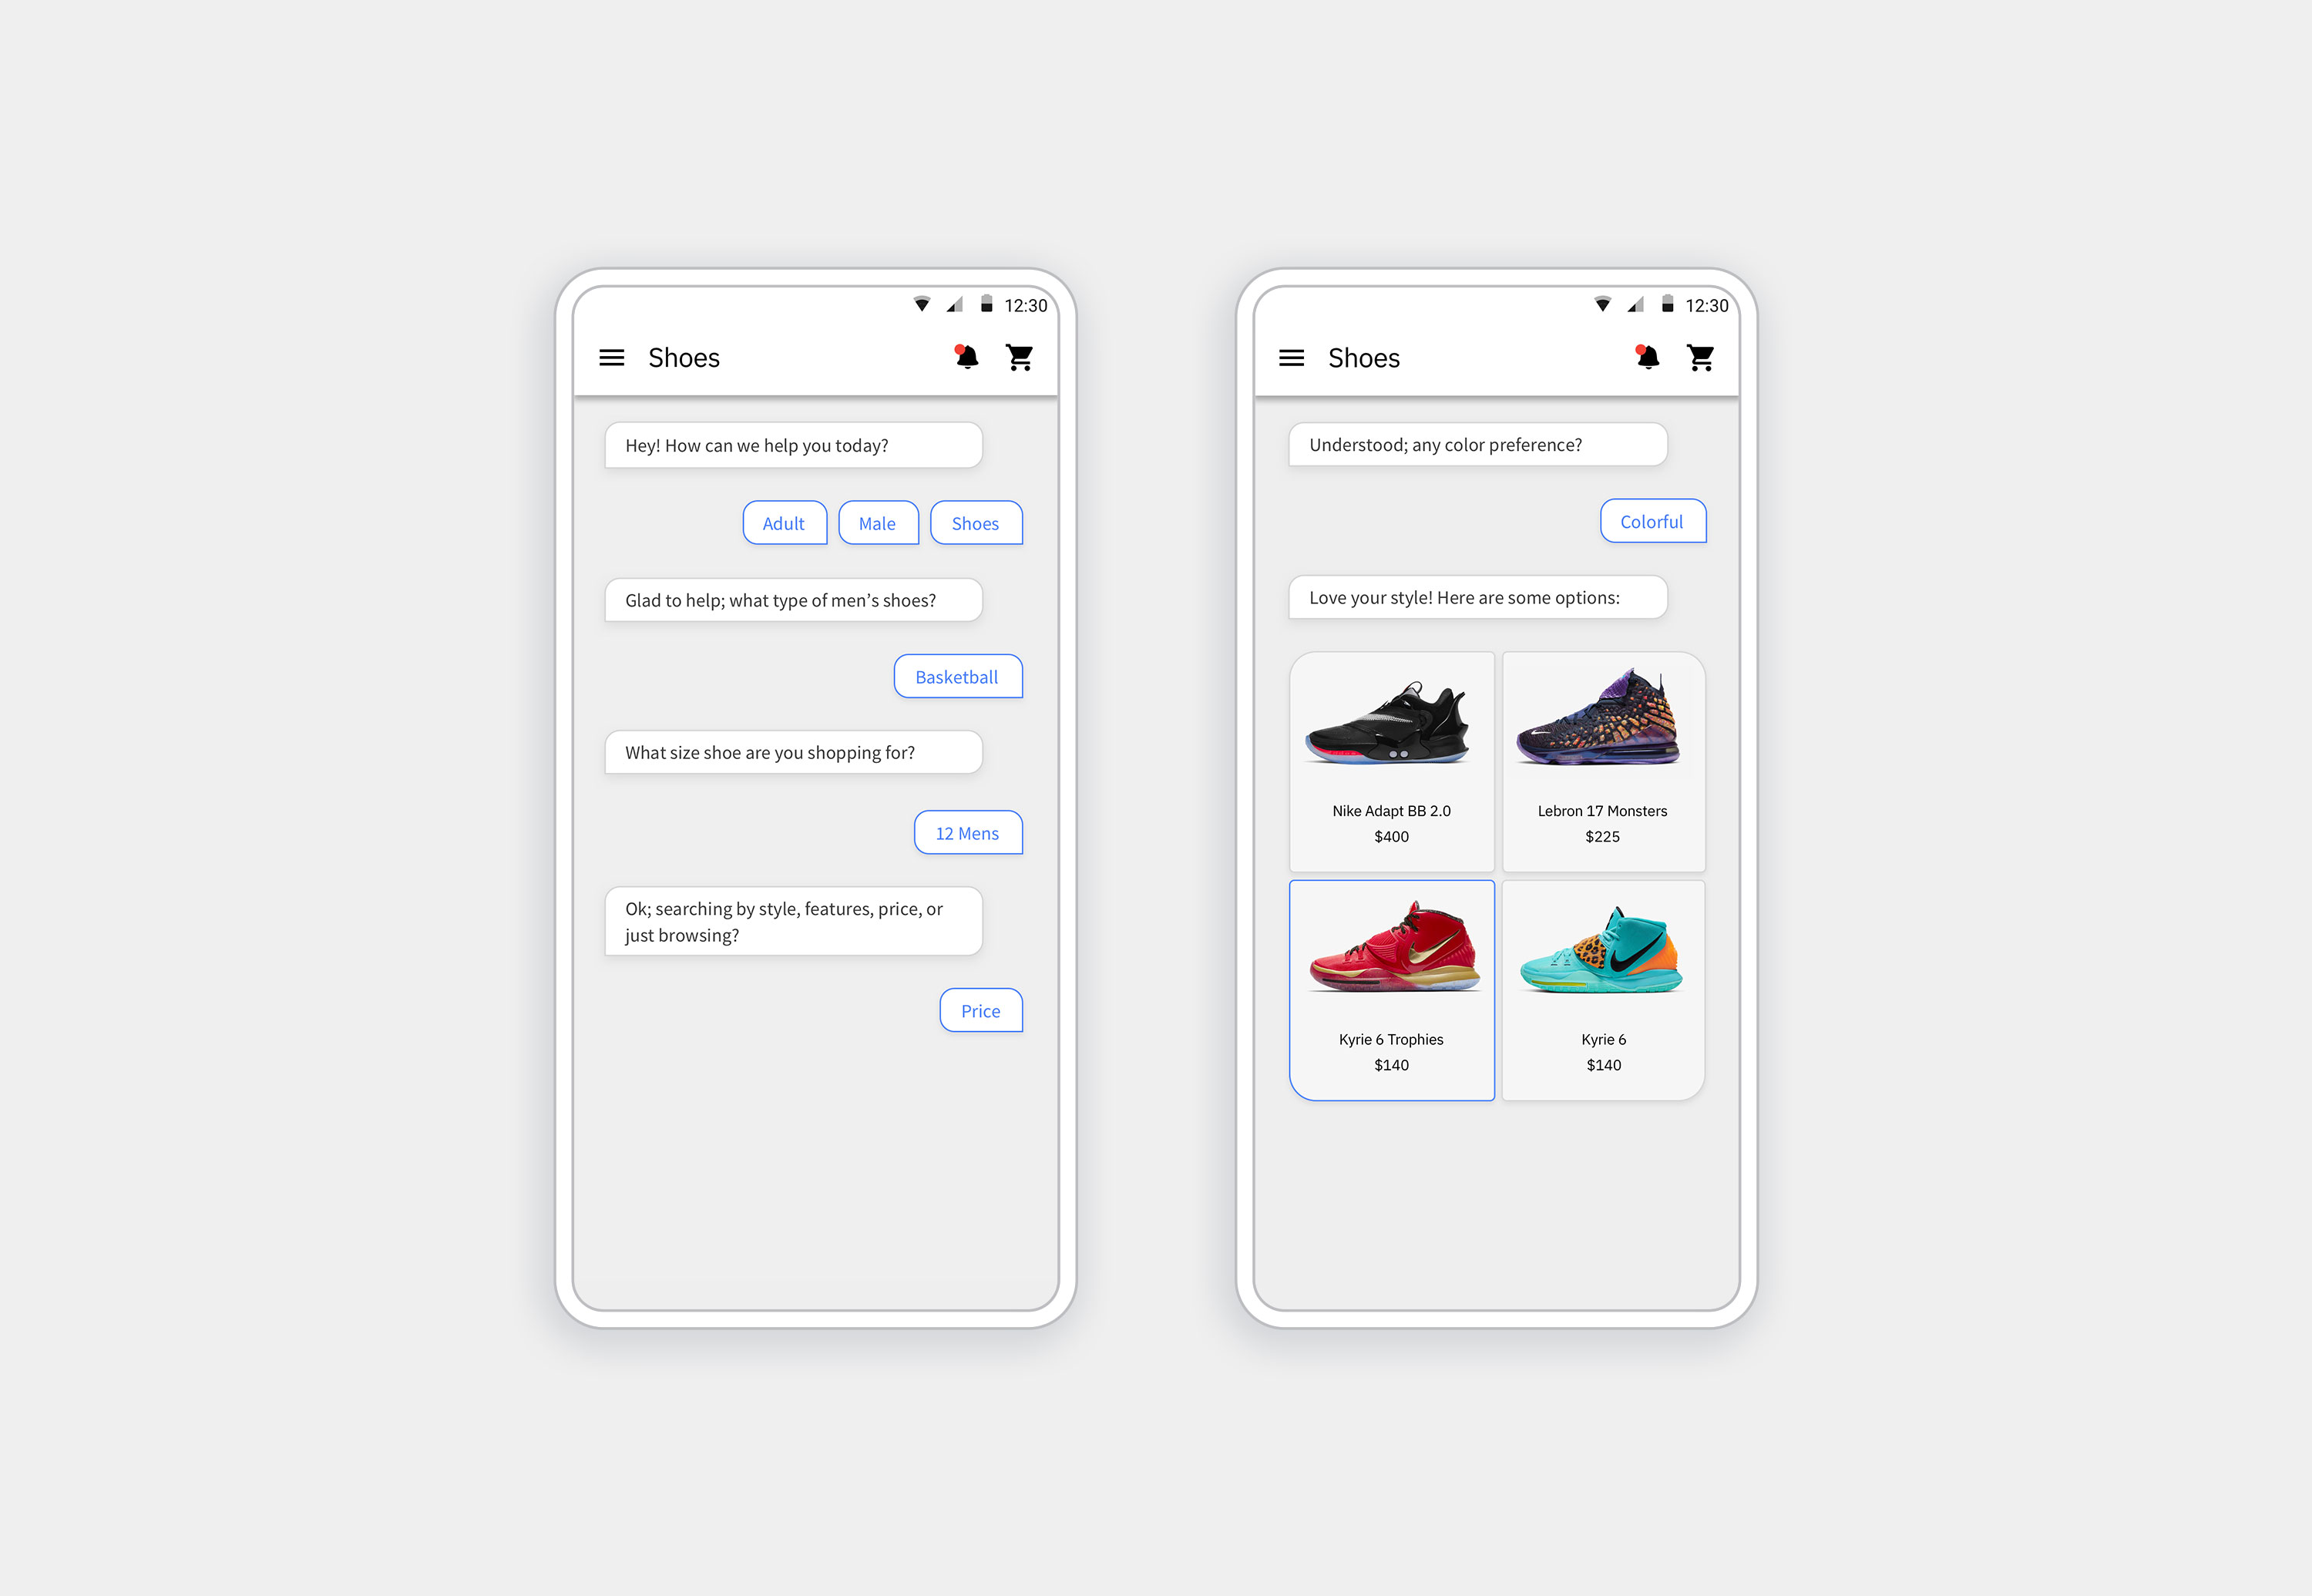 12:30
Shoes
Hey! How can we help you today?
Adult Male Shoes
Glad to help; what type of men’s shoes?
Basketball
What size shoe are you shopping for?
12 Mens
Ok; searching by style, features, price, or
just browsing?
Price
12:30
Shoes
Understood; any color preference?
Colorful
Love your style! Here are some options:
Nike Adapt BB 2.0
$400
Lebron 17 Monsters
$225
Kyrie 6 Trophies
$140
Kyrie 6
$140